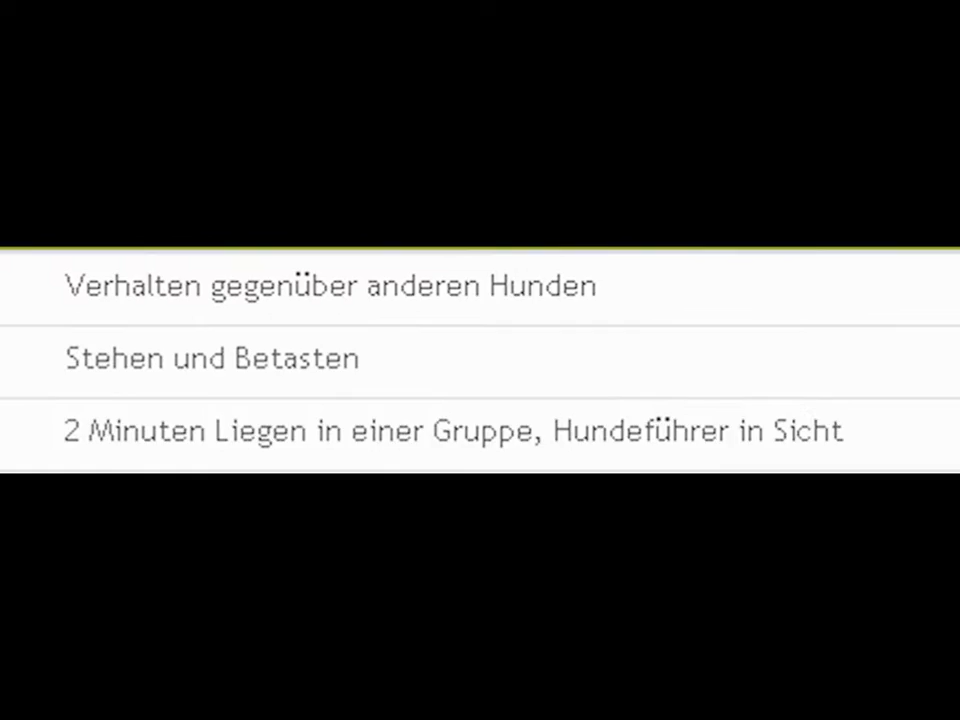 Verhalten gegenüber anderen Hunden
Stehen und Betasten
2 Minuten Liegen in einer Gruppe, Hundeführer in Sicht